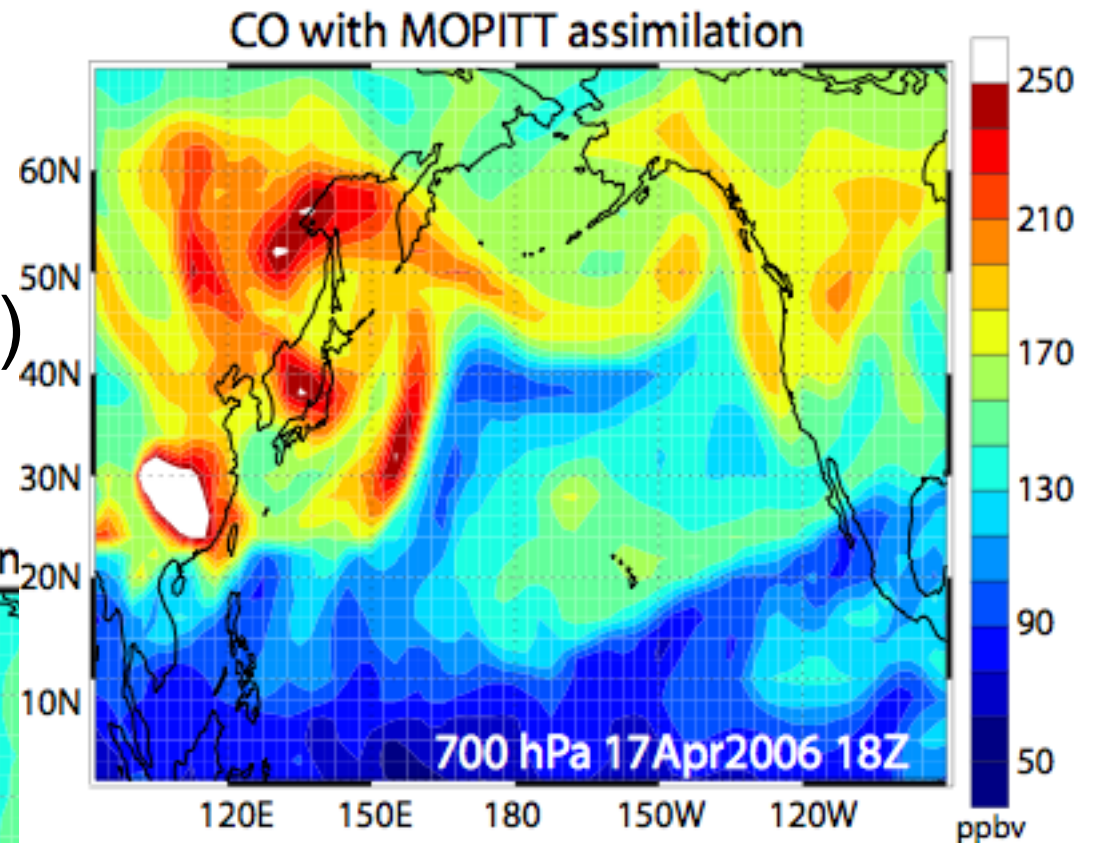 CO with MOPITT assimilation
250
60N
210
50N
)
170
40N
30N
130
n
20N
90
10N
700 hPa 17Apr2006 18Z
50
120E 150E 180 150W 120W
ppbv